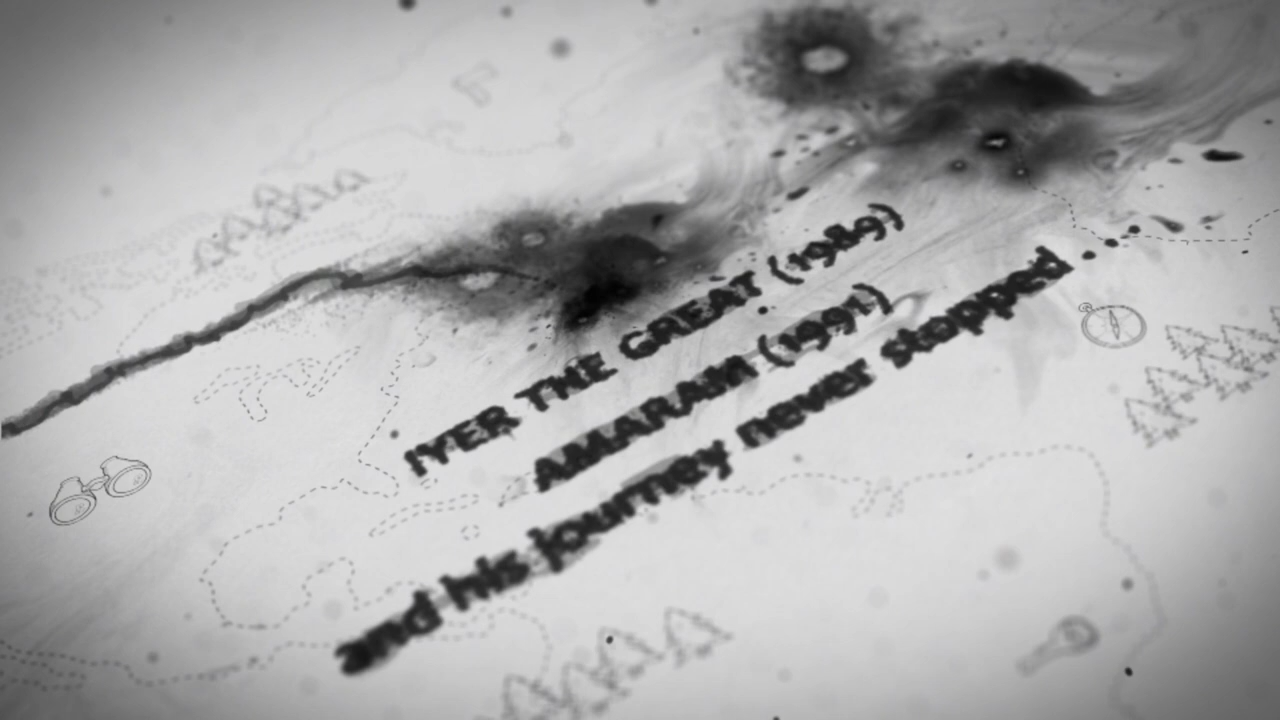 IYER THE GREAT (1989)
AMARAM (1991)
and his journey never stopped...